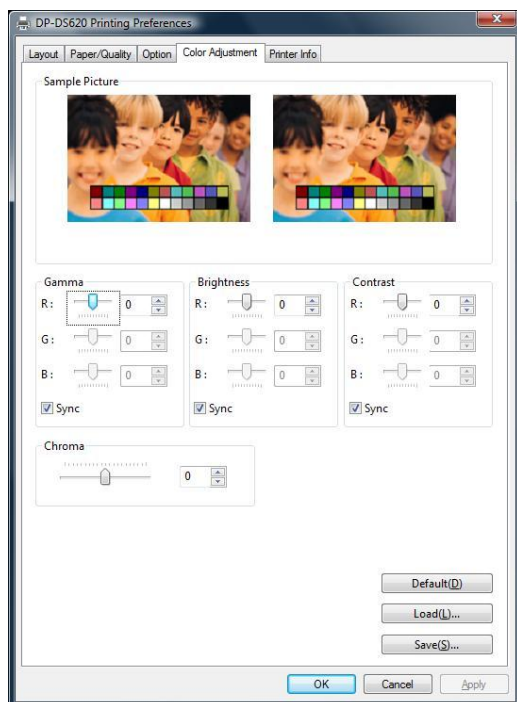 DP-DS620 Printing Preferences
Layout Paper/Quality Option Color Adjustment Printer Info
Sample Picture
Gamma Brightness Contrast
R : 0 R : 0 R : 0
G : 0 G : 0 G : 0
B : 0 B : 0 B : 0
Sync Sync Sync
Chroma
0
Default(D)
Load(L)...
Save(S)...
OK Cancel Apply